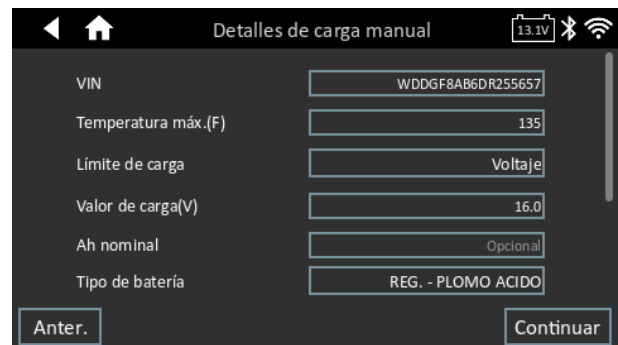 Detalles de carga manual 13.1V
VIN WDDGF8AB6DR255657
Temperatura máx.(F) 135
Límite de carga Voltaje
Valor de carga(V) 16.0
Ah nominal Opcional
Tipo de batería REG. - PLOMO ACIDO
Anter. Continuar